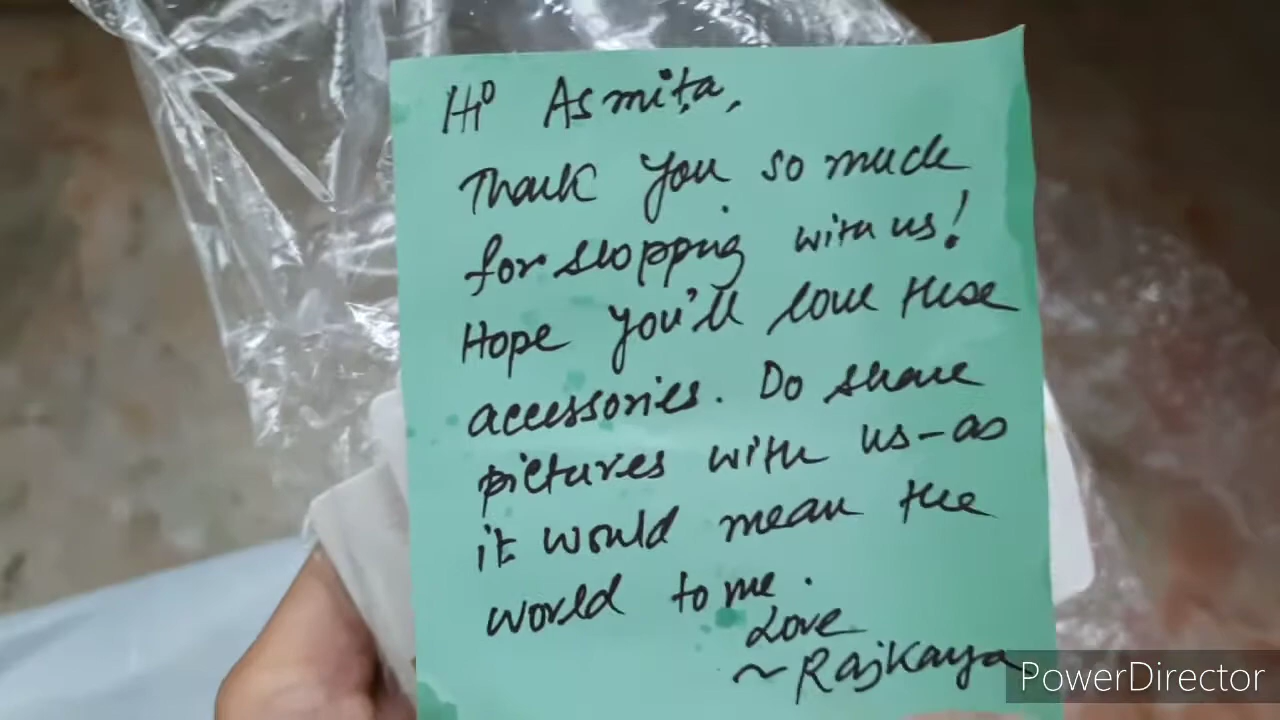 Hi Asmita,
Thank you so much
for shopping with us!
Hope you'll love these
accessories. Do share
pictures with us-as
it would mean the
world to me.
Love
~Rajkaya
PowerDirector